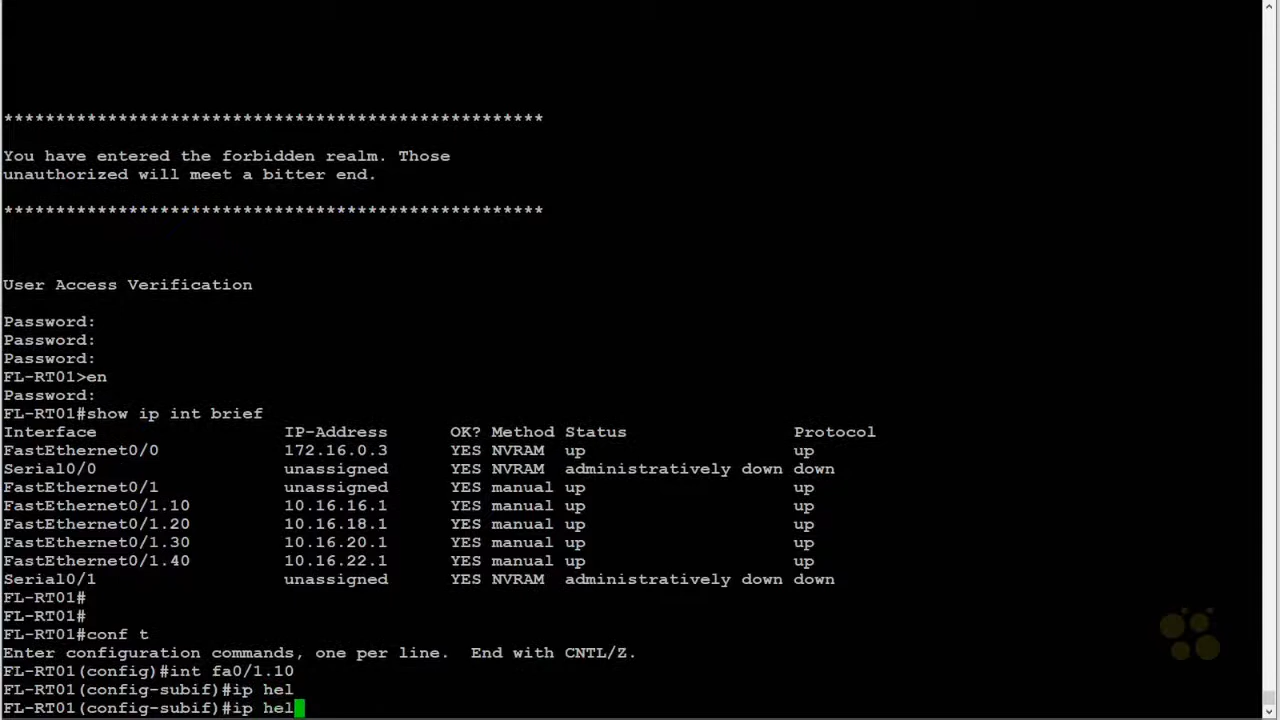 ****************************************************
You have entered the forbidden realm. Those
unauthorized will meet a bitter end.
****************************************************
User Access Verification
Password:
Password:
Password:
FL-RT01>en
Password:
FL-RT01#show ip int brief
Interface IP-Address OK? Method Status Protocol
FastEthernet0/0 172.16.0.3 YES NVRAM up up
Serial0/0 unassigned YES NVRAM administratively down down
FastEthernet0/1 unassigned YES manual up up
FastEthernet0/1.10 10.16.16.1 YES manual up up
FastEthernet0/1.20 10.16.18.1 YES manual up up
FastEthernet0/1.30 10.16.20.1 YES manual up up
FastEthernet0/1.40 10.16.22.1 YES manual up up
Serial0/1 unassigned YES NVRAM administratively down down
FL-RT01#
FL-RT01#
FL-RT01#conf t
Enter configuration commands, one per line. End with CNTL/Z.
FL-RT01(config)#int fa0/1.10
FL-RT01(config-subif)#ip hel
FL-RT01(config-subif)#ip hel